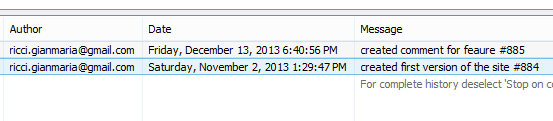 Author Date Message
ricci.gianmaria@gmail.com Friday, December 13, 2013 6:40:56 PM created comment for feaure #885
ricci.gianmaria@gmail.com Saturday, November 2, 2013 1:29:47 PM created first version of the site #884
For complete history deselect 'Stop on c